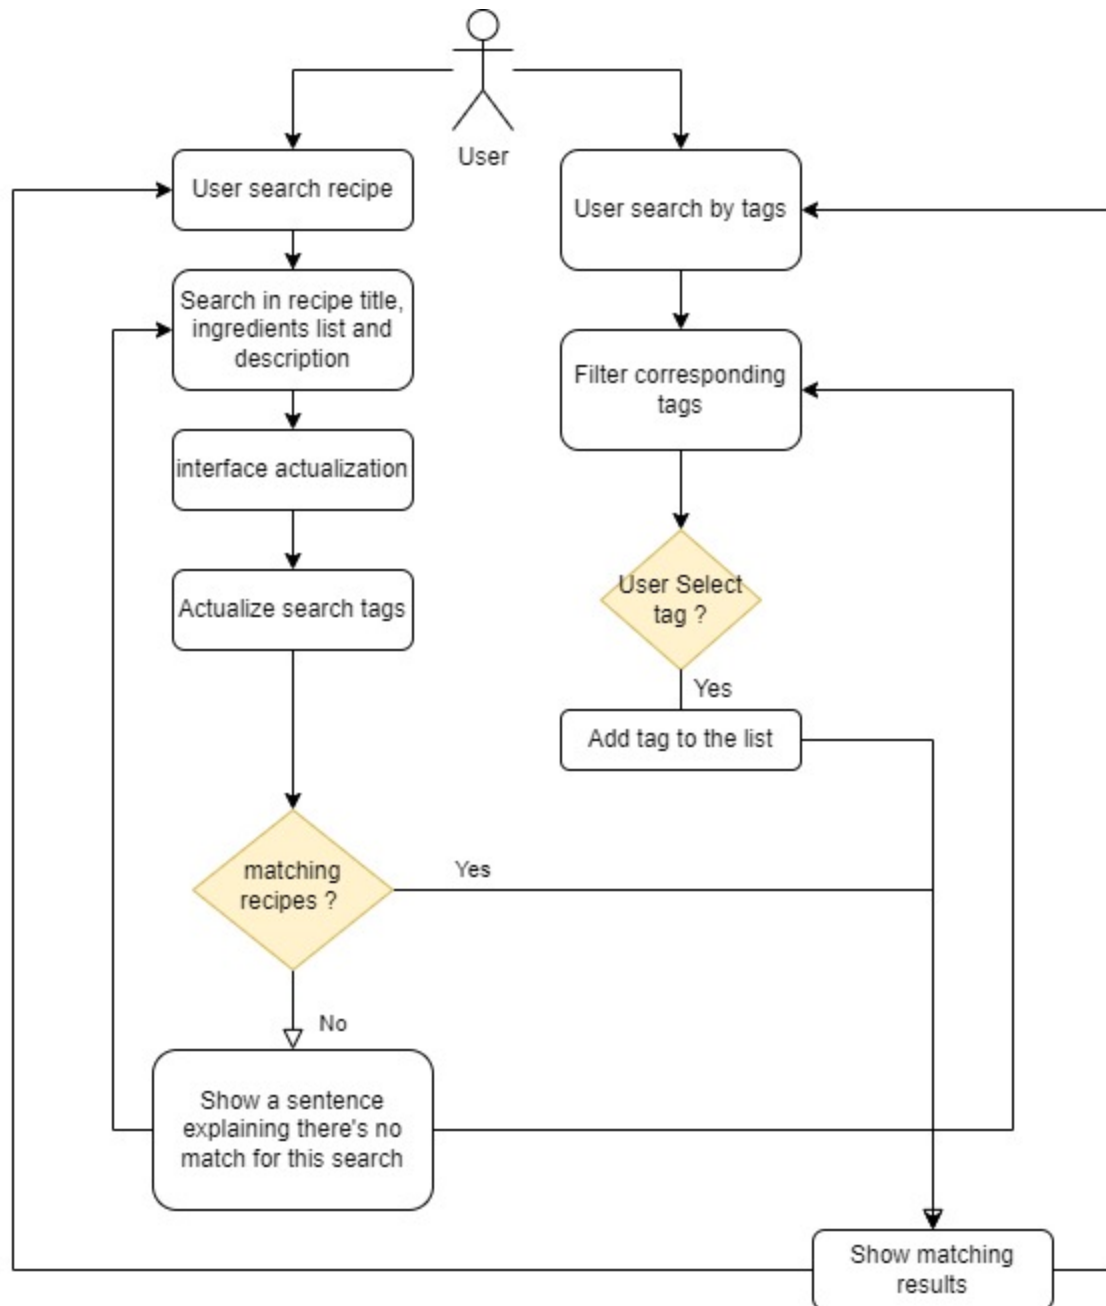 User
User search recipe
User search by tags
Search in recipe title,
ingredients list and
description
Filter corresponding
tags
interface actualization
User Select
tag ?
Actualize search tags
Yes
Add tag to the list
matching
recipes ?
Yes
No
Show a sentence
explaining there's no
match for this search
Show matching
results